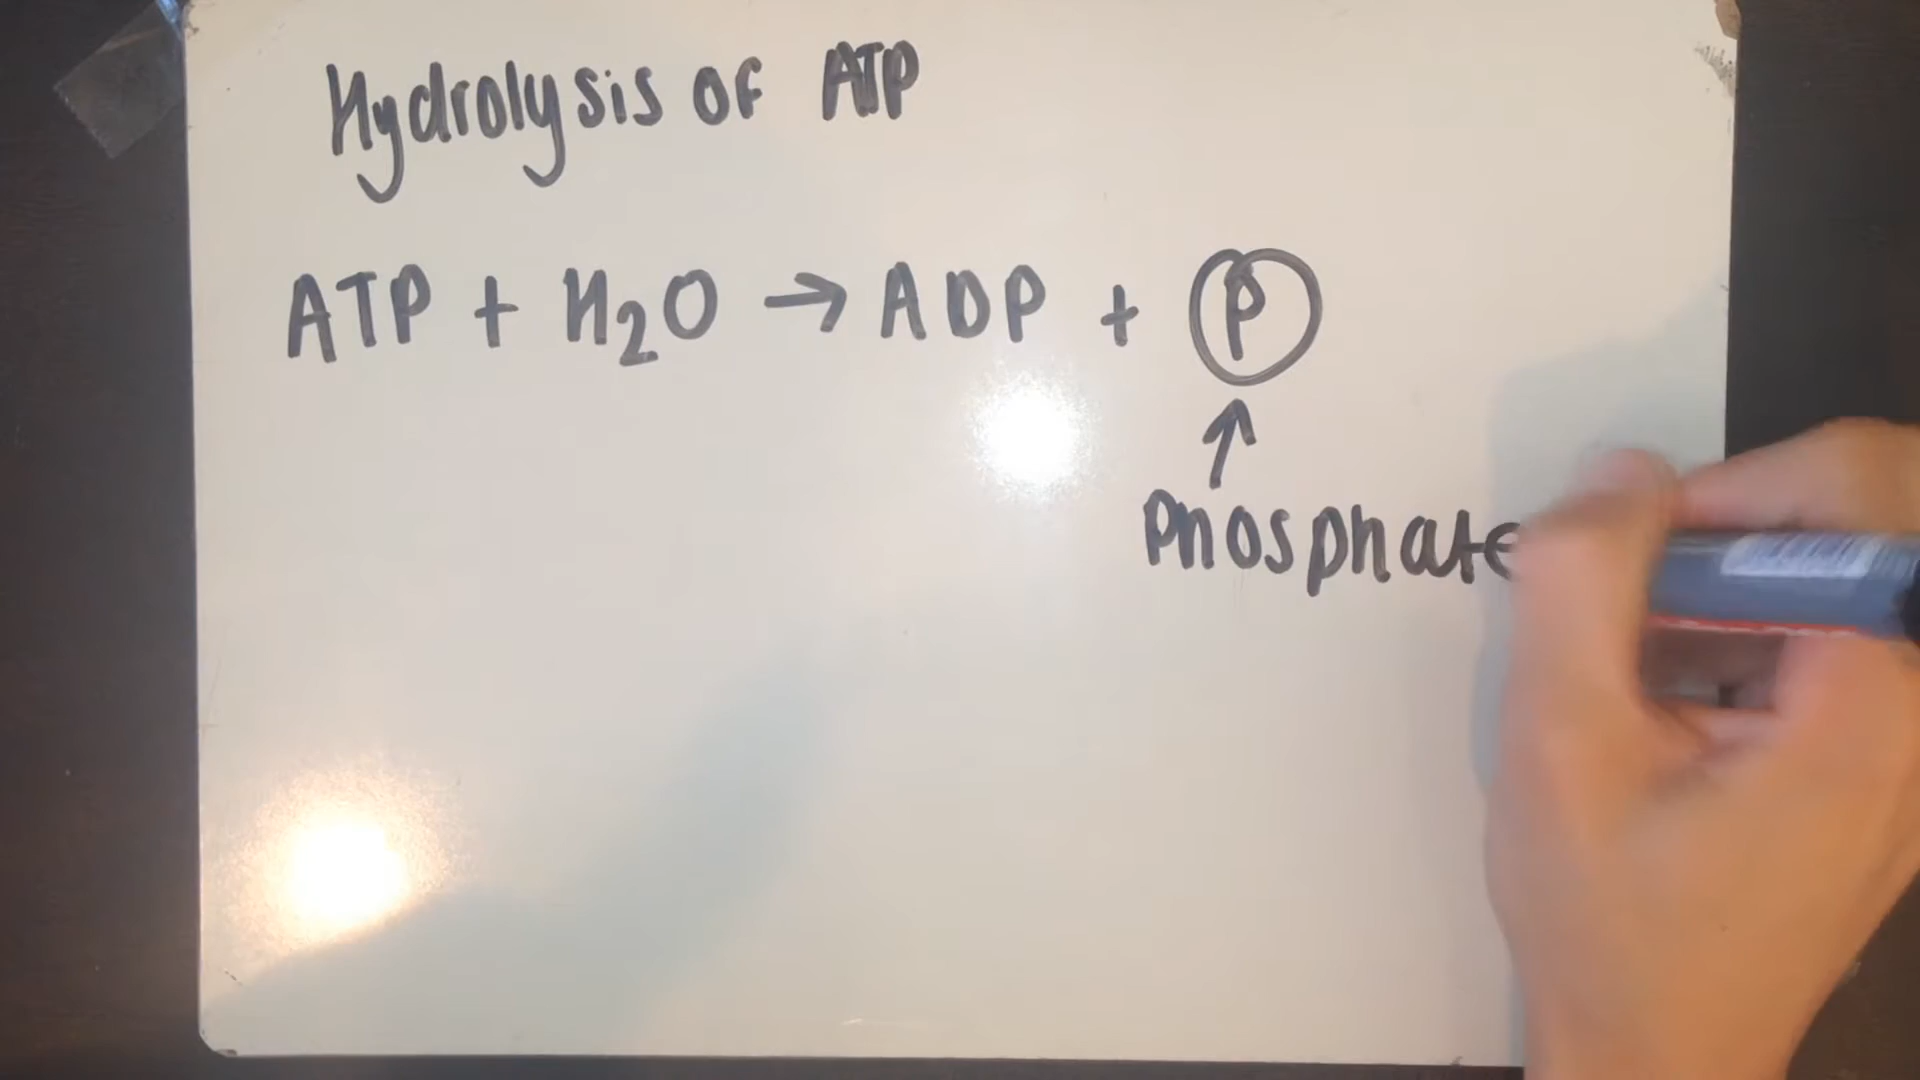 Hydrolysis of ATP
ATP + H₂O → ADP + P
↑
Phosphate